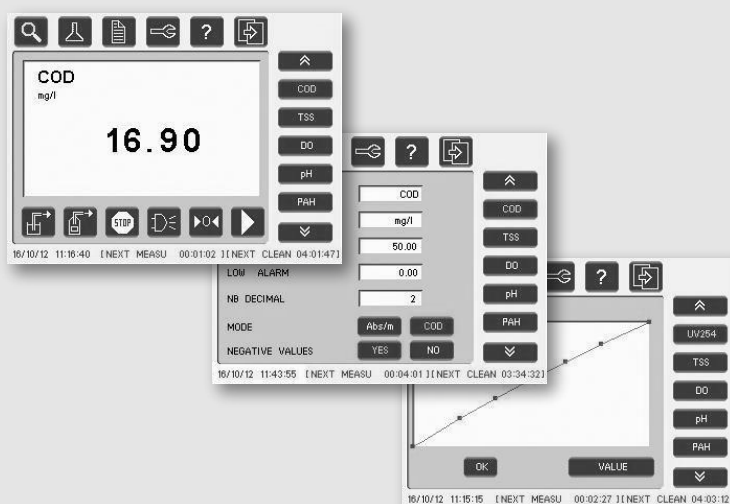 ?
COD
mg/l
16.90
COD
TSS
DO
pH
PAH
STOP
0
16/10/12 11:16:40 [NEXT MEASU 00:01:02 ][NEXT CLEAN 04:01:47]
?
COD
mg/l
50.00
LOW ALARM 0.00
NB DECIMAL 2
MODE Abs/m COD
NEGATIVE VALUES YES NO
COD
TSS
DO
pH
PAH
16/10/12 11:43:55 [NEXT MEASU 00:04:01 ][NEXT CLEAN 03:34:32]
?
UV254
TSS
DO
pH
PAH
OK VALUE
16/10/12 11:15:15 [NEXT MEASU 00:02:27 ][NEXT CLEAN 04:03:12